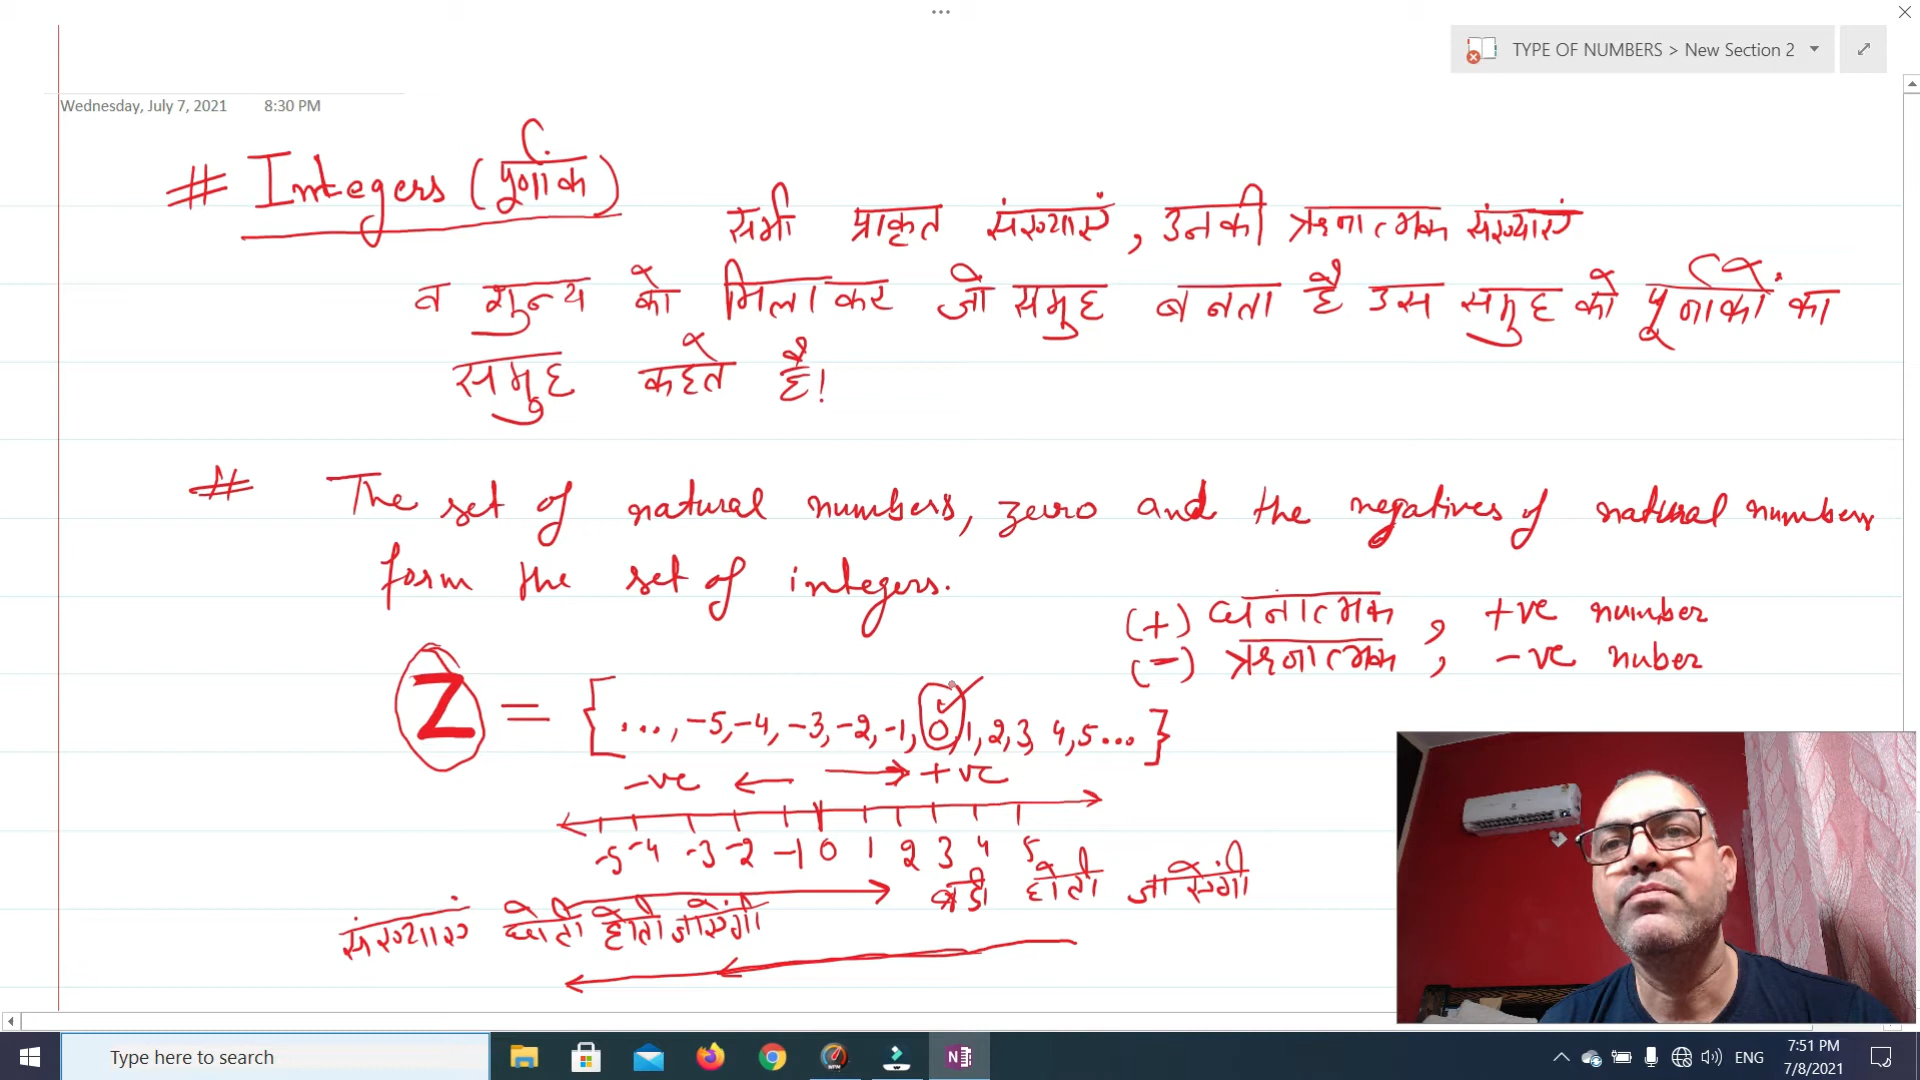 TYPE OF NUMBERS > New Section 2
Wednesday, July 7, 2021 8:30 PM
# Integers (पूर्णांक)
सभी प्राकृत संख्याएं, उनकी ऋणात्मक संख्याएं
व शुन्य को मिलाकर जो समुह बनता है उस समुह को पूर्णाकों का
समुह कहते है!
# The set of natural numbers, zero and the negatives of natural numbers
form the set of integers.
(+) धनात्मक, +ve number
(-) ऋणात्मक, -ve nuber
Z = {..., -5, -4, -3, -2, -1, 0, 1, 2, 3, 4, 5...}
-ve ← → +ve
-5 -4 -3 -2 -1 0 1 2 3 4 5
बड़ी होती जाएंगी
संख्याएं छोटी होती जाएंगी
Type here to search
ENG
7:51 PM
7/8/2021